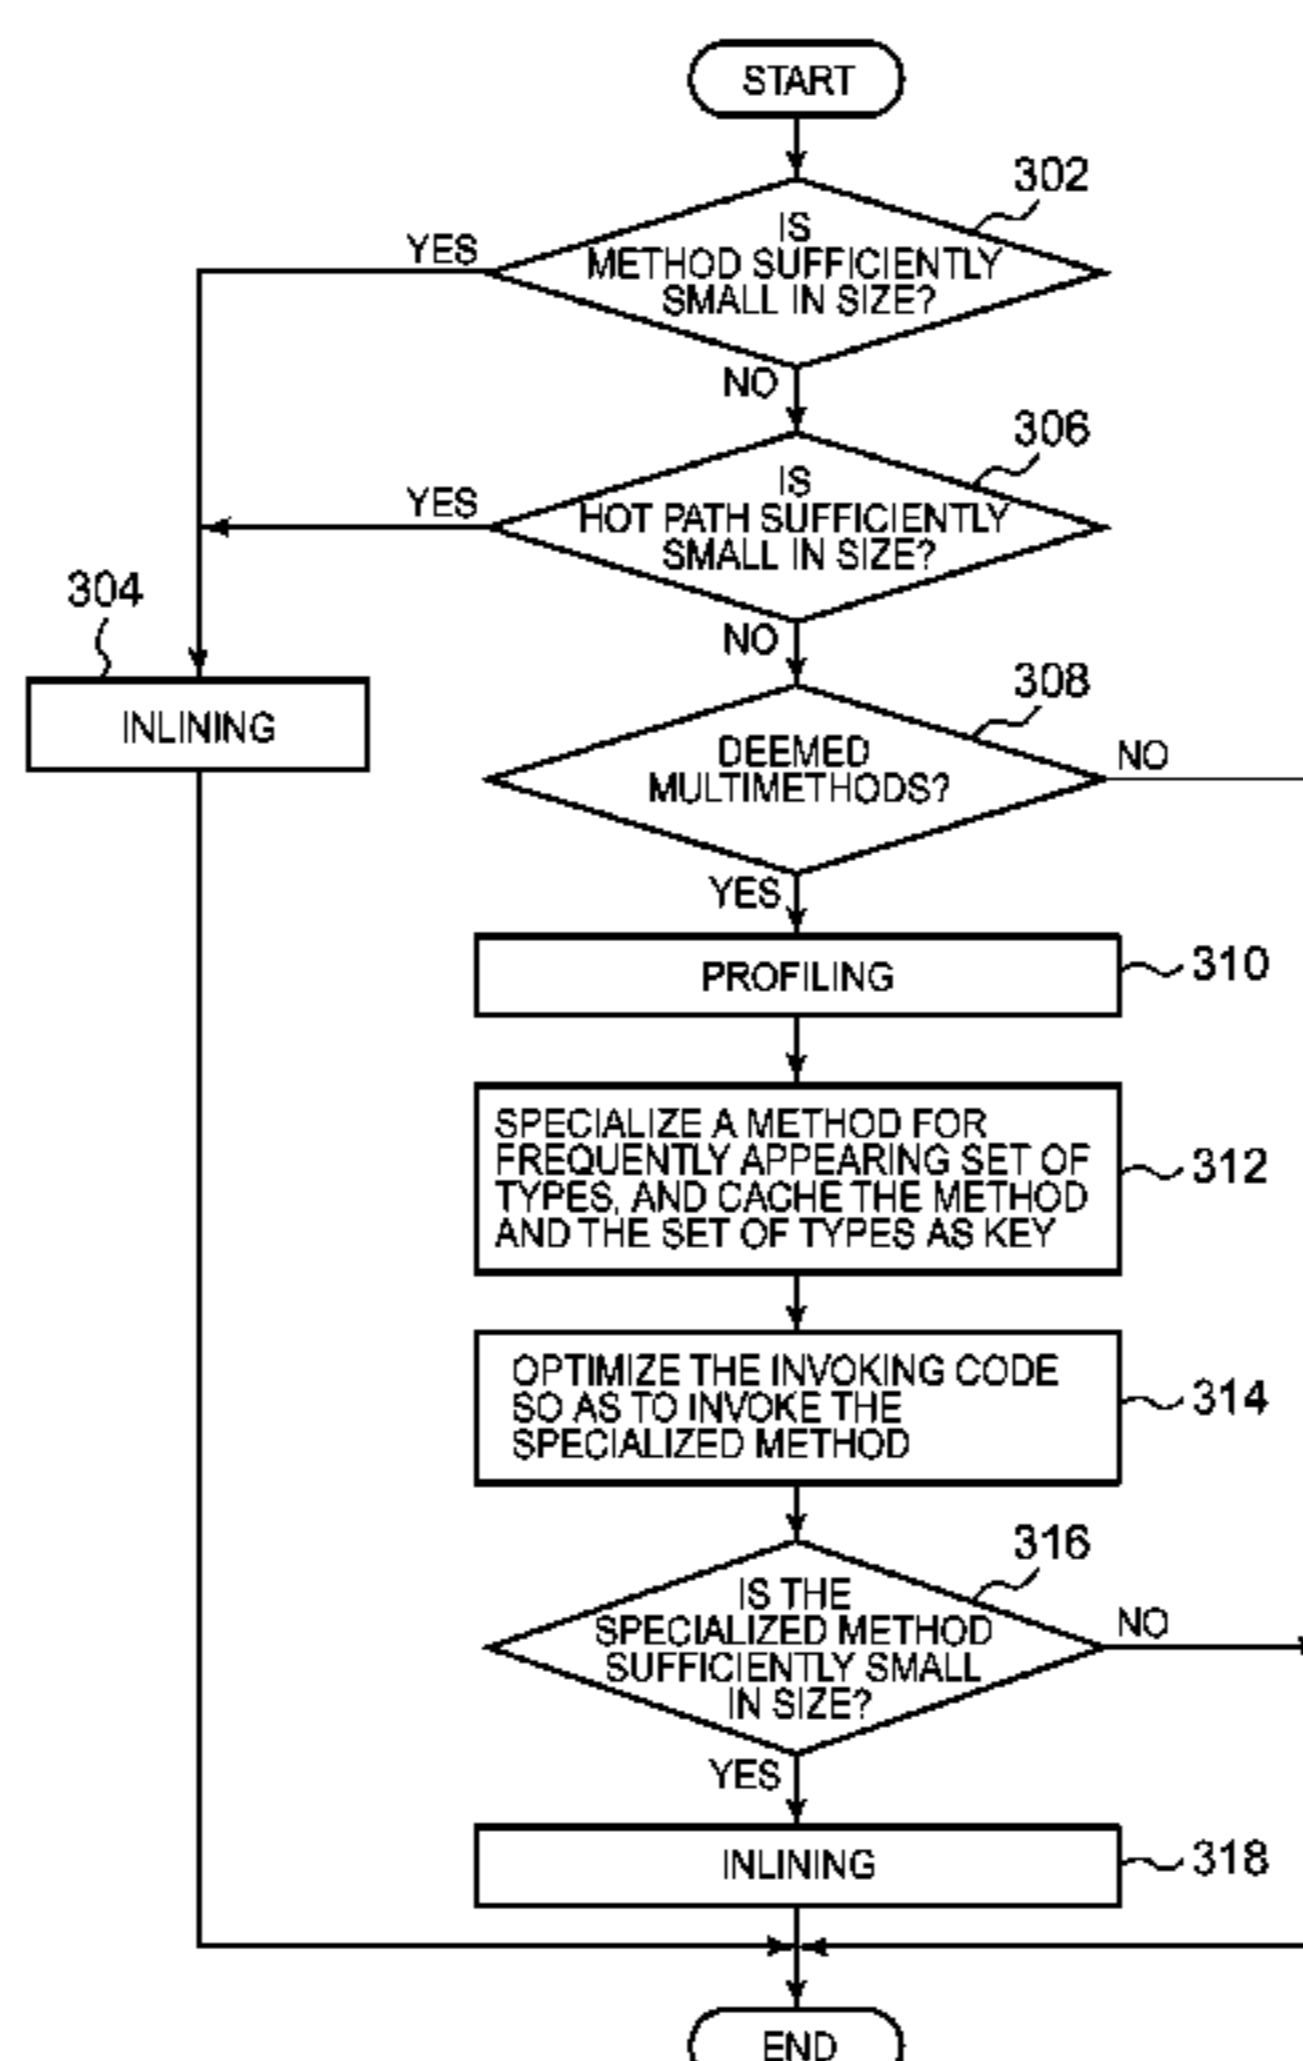 START
302
IS
METHOD SUFFICIENTLY
SMALL IN SIZE?
YES
NO
306
IS
HOT PATH SUFFICIENTLY
SMALL IN SIZE?
YES
NO
304
INLINING
308
DEEMED
MULTIMETHODS?
NO
YES
PROFILING
310
SPECIALIZE A METHOD FOR
FREQUENTLY APPEARING SET OF
TYPES, AND CACHE THE METHOD
AND THE SET OF TYPES AS KEY
312
OPTIMIZE THE INVOKING CODE
SO AS TO INVOKE THE
SPECIALIZED METHOD
314
316
IS THE
SPECIALIZED METHOD
SUFFICIENTLY SMALL
IN SIZE?
NO
YES
INLINING
318
END